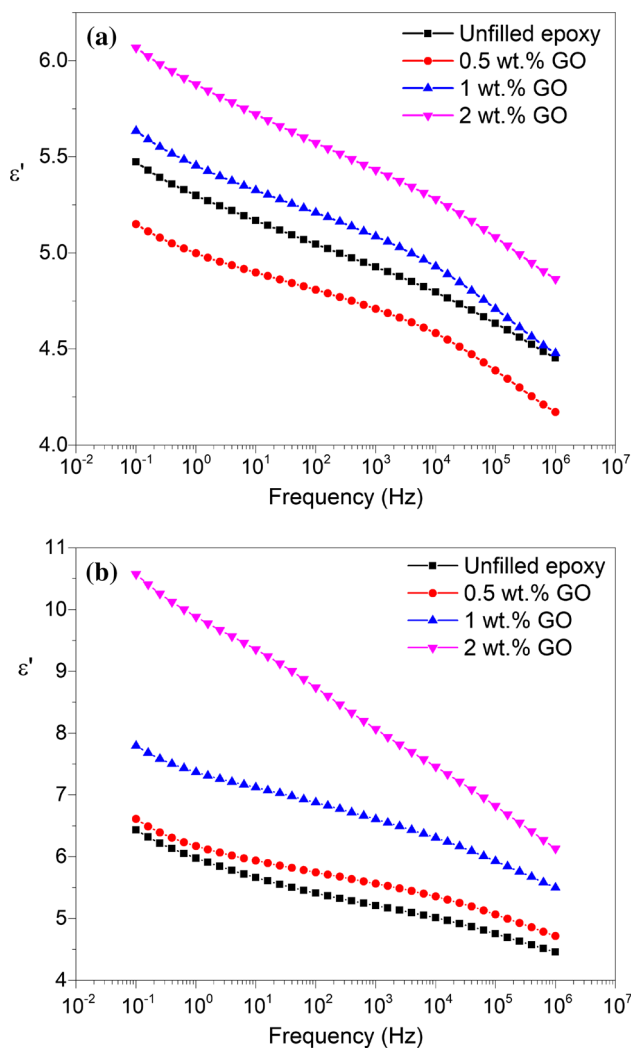 (a)
Unfilled epoxy
0.5 wt.% GO
1 wt.% GO
2 wt.% GO
6.0
5.5
5.0
4.5
4.0
ε'
10⁻² 10⁻¹ 10⁰ 10¹ 10² 10³ 10⁴ 10⁵ 10⁶ 10⁷
Frequency (Hz)
(b)
Unfilled epoxy
0.5 wt.% GO
1 wt.% GO
2 wt.% GO
11
10
9
8
7
6
5
4
ε'
10⁻² 10⁻¹ 10⁰ 10¹ 10² 10³ 10⁴ 10⁵ 10⁶ 10⁷
Frequency (Hz)